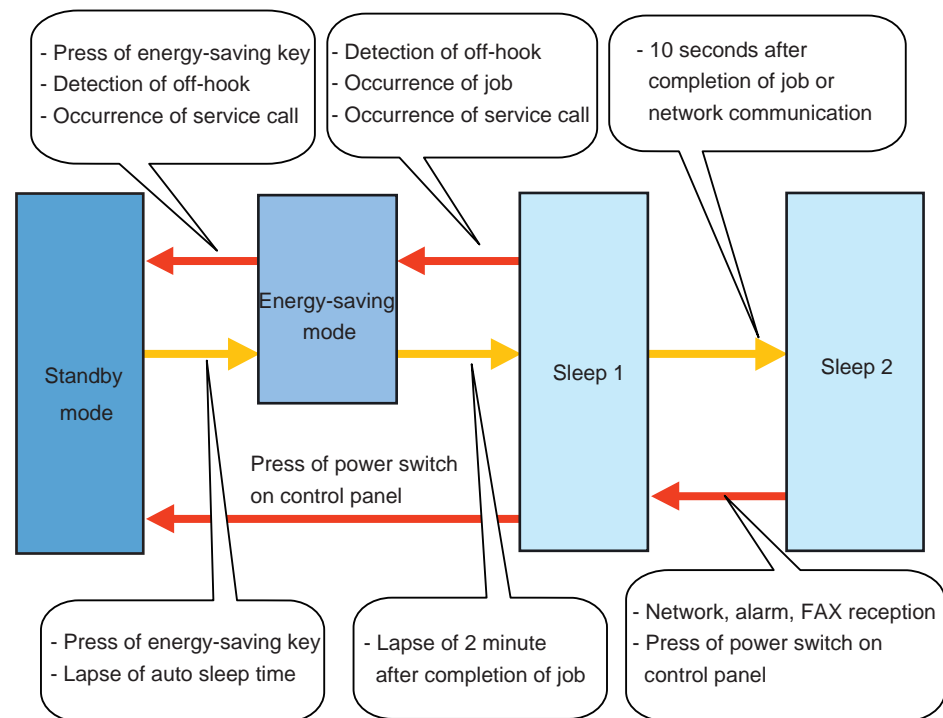 - Press of energy-saving key
- Detection of off-hook
- Occurrence of service call
- Detection of off-hook
- Occurrence of job
- Occurrence of service call
- 10 seconds after
completion of job or
network communication
Standby
mode
Energy-saving
mode
Sleep 1
Sleep 2
Press of power switch
on control panel
- Press of energy-saving key
- Lapse of auto sleep time
- Lapse of 2 minute
after completion of job
- Network, alarm, FAX reception
- Press of power switch on
control panel